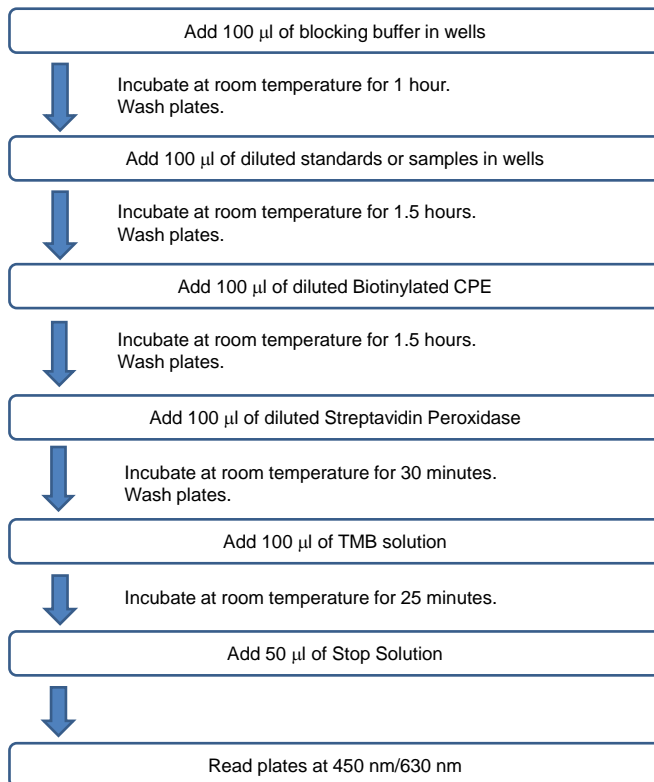 Add 100 μl of blocking buffer in wells
Incubate at room temperature for 1 hour.
Wash plates.
Add 100 μl of diluted standards or samples in wells
Incubate at room temperature for 1.5 hours.
Wash plates.
Add 100 μl of diluted Biotinylated CPE
Incubate at room temperature for 1.5 hours.
Wash plates.
Add 100 μl of diluted Streptavidin Peroxidase
Incubate at room temperature for 30 minutes.
Wash plates.
Add 100 μl of TMB solution
Incubate at room temperature for 25 minutes.
Add 50 μl of Stop Solution
Read plates at 450 nm/630 nm